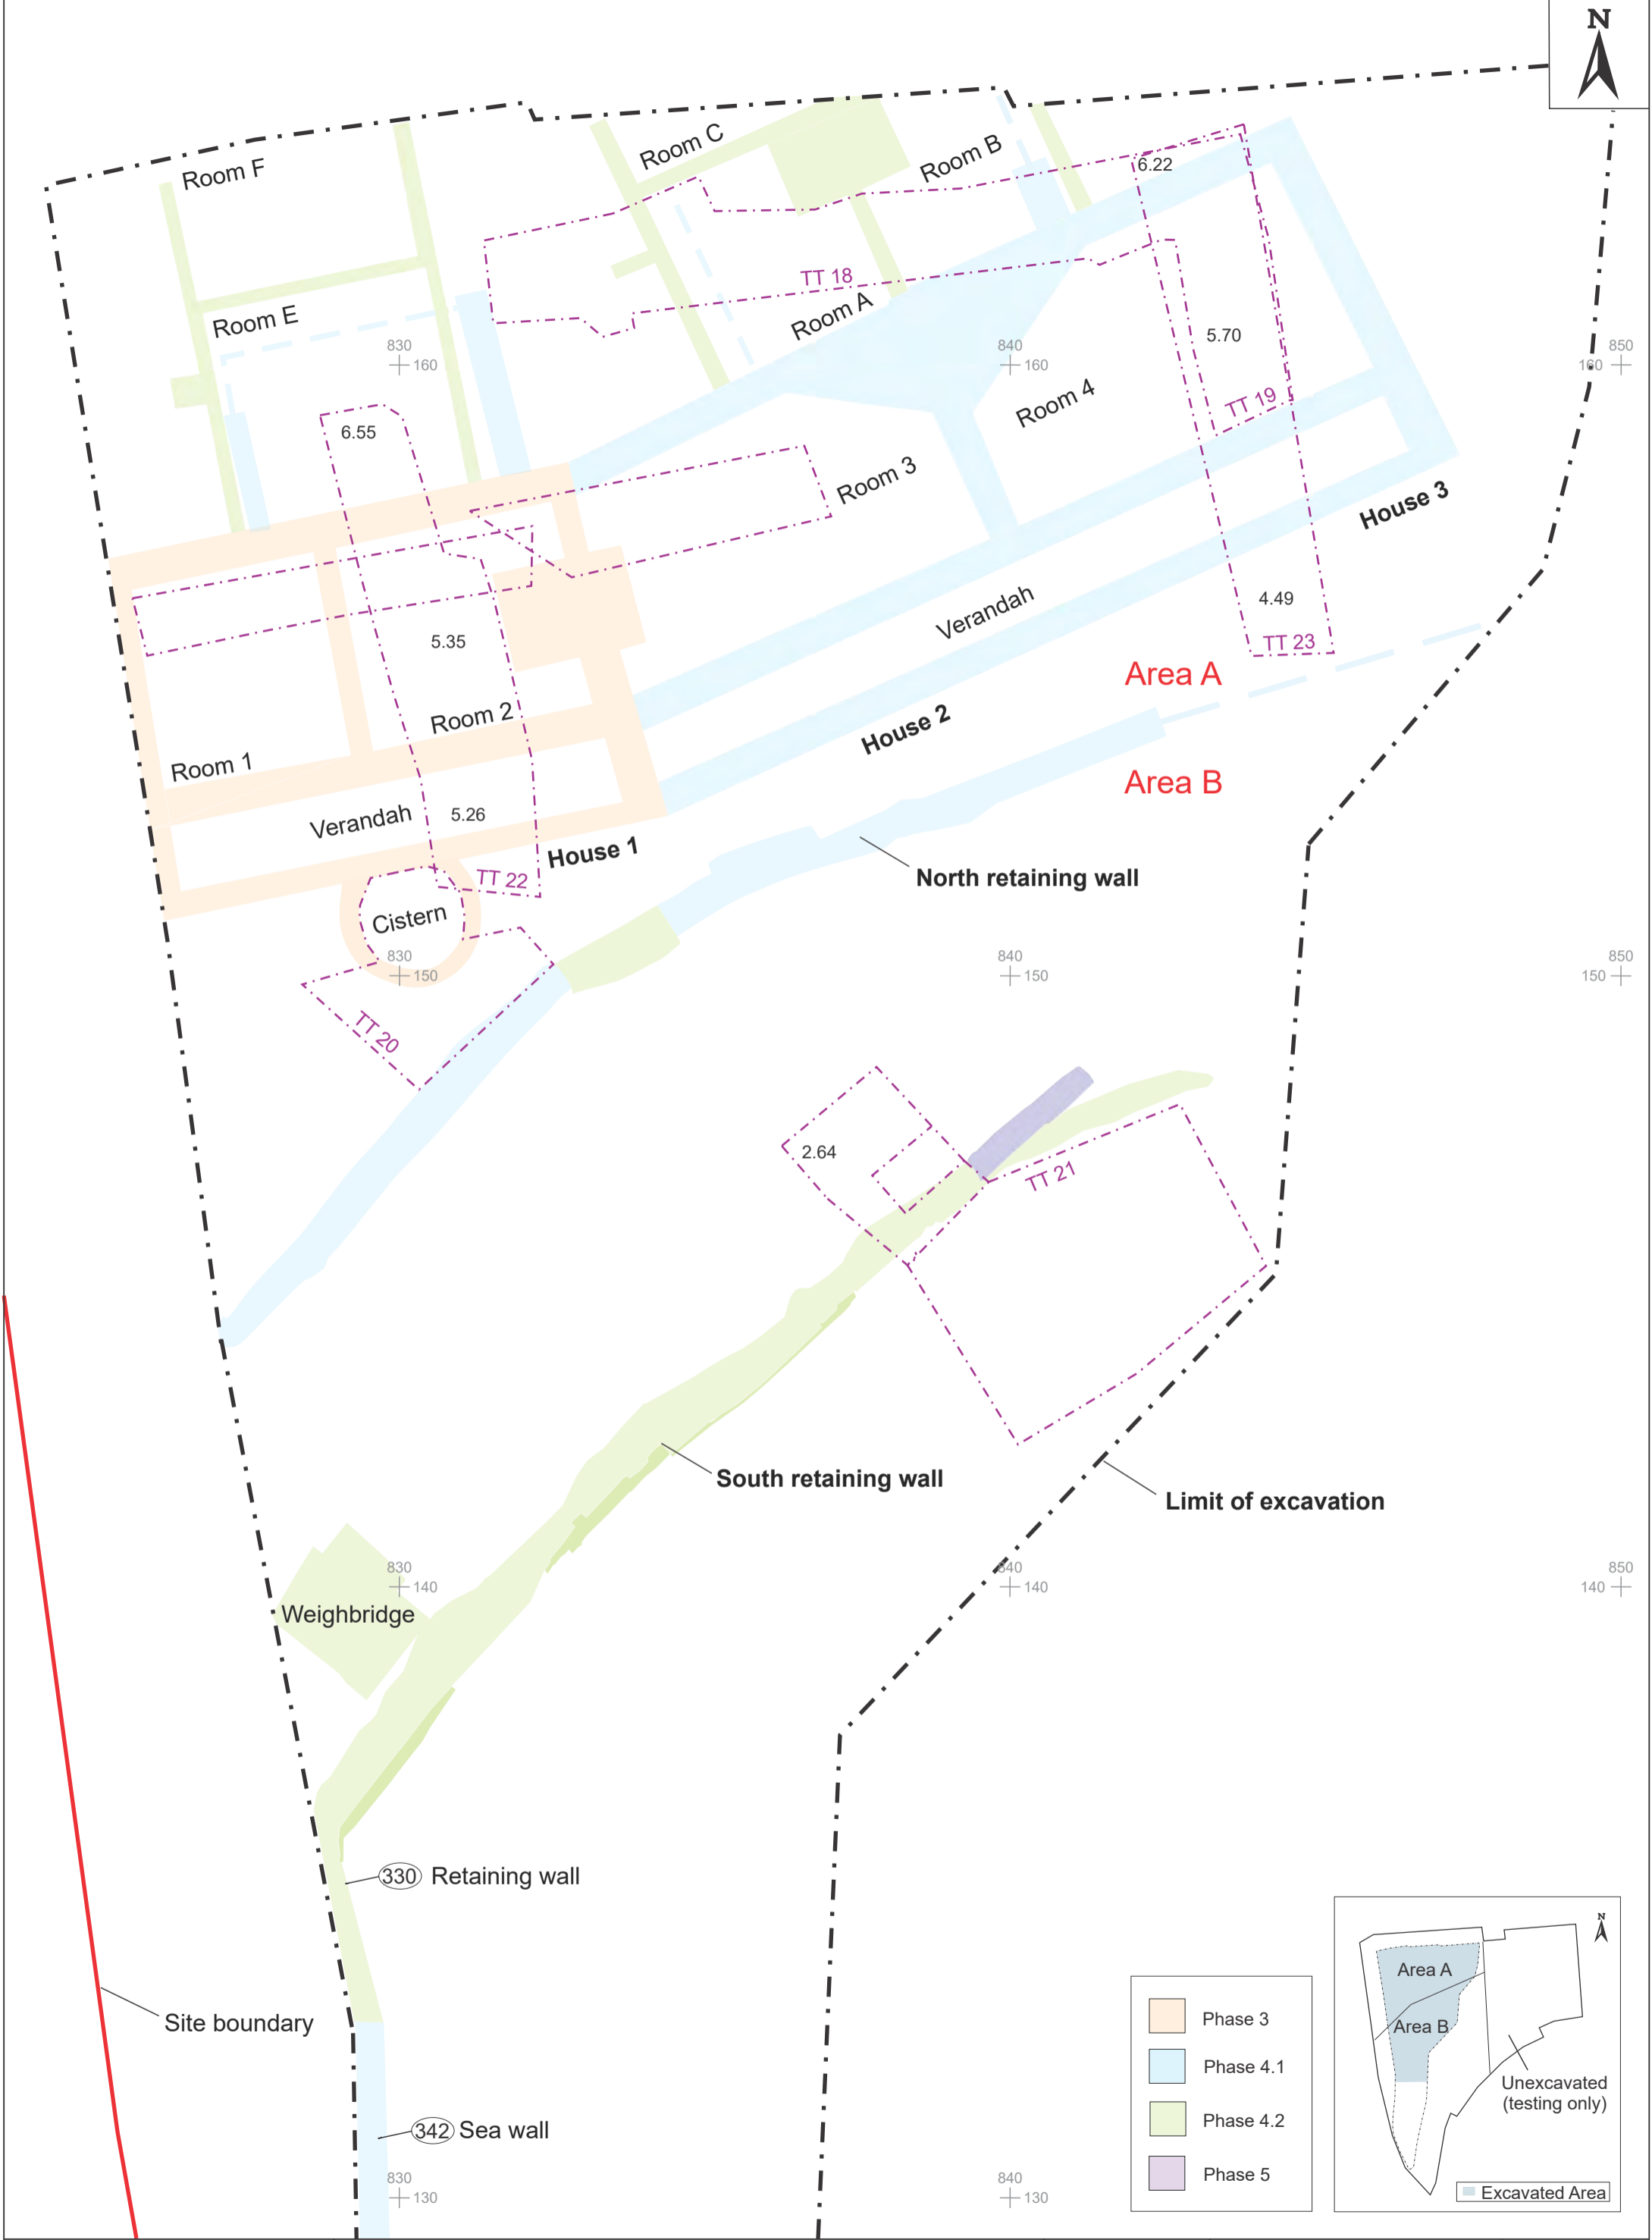 N
Room F
Room C
Room B
6.22
TT 18
Room E
Room A
830
160
840
160
850
160
5.70
Room 4
TT 19
6.55
Room 3
House 3
4.49
Verandah
TT 23
5.35
Area A
Room 2
House 2
Room 1
Area B
Verandah
5.26
House 1
TT 22
North retaining wall
Cistern
830
150
840
150
850
150
TT 20
2.64
TT 21
South retaining wall
Limit of excavation
830
140
840
140
850
140
Weighbridge
330 Retaining wall
Site boundary
342 Sea wall
830
130
840
130
Phase 3
Phase 4.1
Phase 4.2
Phase 5
N
Area A
Area B
Unexcavated
(testing only)
Excavated Area